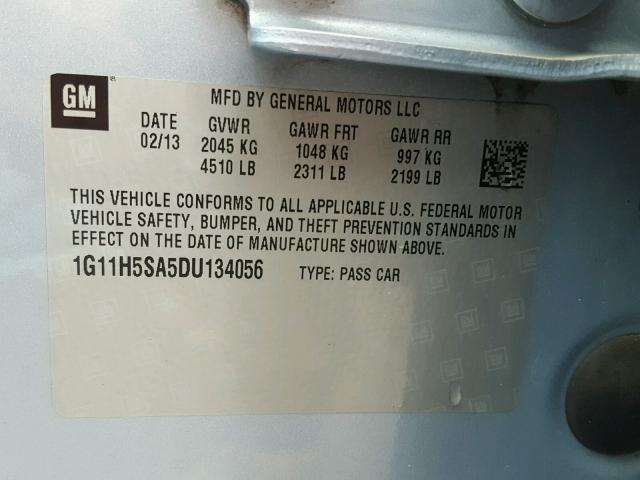 GM ®
MFD BY GENERAL MOTORS LLC
DATE GVWR GAWR FRT GAWR RR
02/13 2045 KG 1048 KG 997 KG
4510 LB 2311 LB 2199 LB
THIS VEHICLE CONFORMS TO ALL APPLICABLE U.S. FEDERAL MOTOR
VEHICLE SAFETY, BUMPER, AND THEFT PREVENTION STANDARDS IN
EFFECT ON THE DATE OF MANUFACTURE SHOWN ABOVE.
1G11H5SA5DU134056 TYPE: PASS CAR